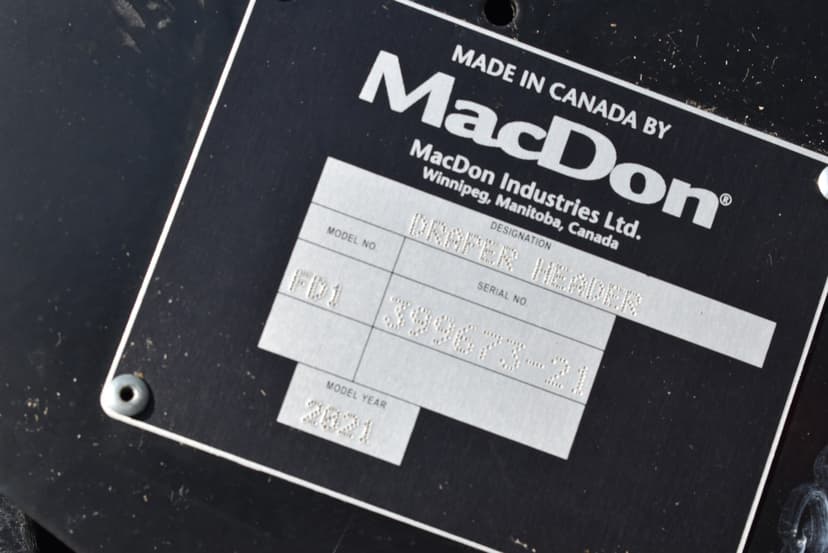 MADE IN CANADA BY
MacDon®
MacDon Industries Ltd.
Winnipeg, Manitoba, Canada
DESIGNATION
DRAPER HEADER
MODEL NO.
SERIAL NO.
FD1
399673-21
MODEL YEAR
2021